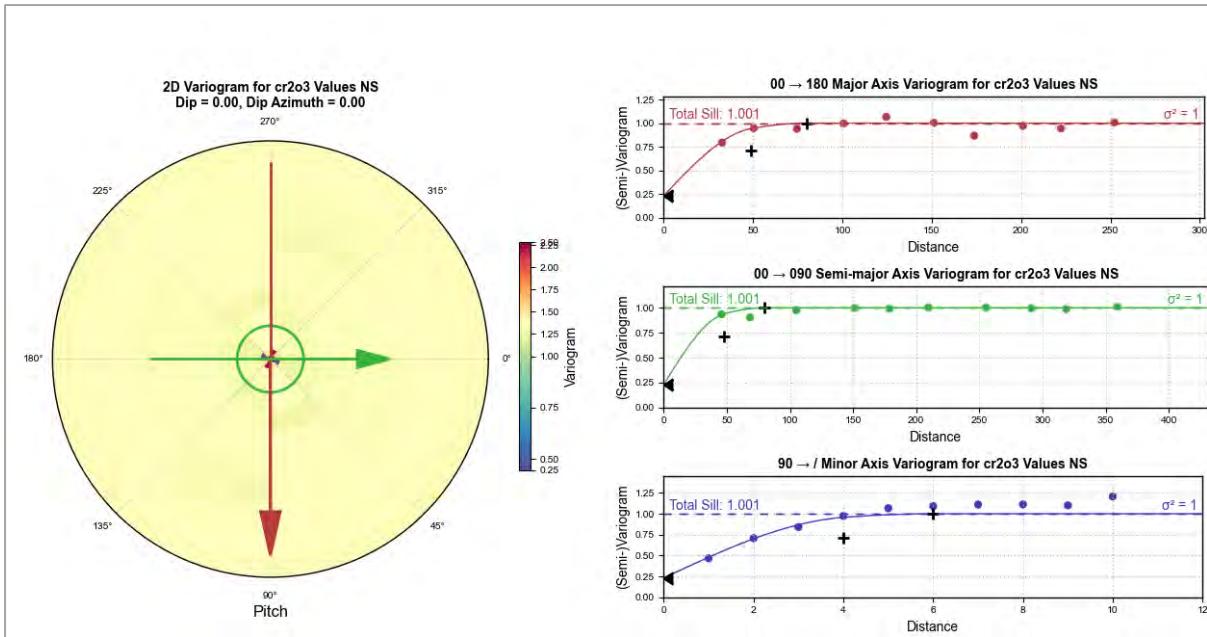 2D Variogram for cr2o3 Values NS
Dip = 0.00, Dip Azimuth = 0.00
270°
225°
315°
180°
0°
135°
45°
90°
Pitch
2.50
2.25
2.00
1.75
1.50
1.25
1.00
0.75
0.50
0.25
Variogram
00 → 180 Major Axis Variogram for cr2o3 Values NS
1.25
1.00
0.75
0.50
0.25
0.00
(Semi-)Variogram
Total Sill: 1.001
σ² = 1
0 50 100 150 200 250 300
Distance
00 → 090 Semi-major Axis Variogram for cr2o3 Values NS
1.25
1.00
0.75
0.50
0.25
0.00
(Semi-)Variogram
Total Sill: 1.001
σ² = 1
0 50 100 150 200 250 300 350 400
Distance
90 → / Minor Axis Variogram for cr2o3 Values NS
1.25
1.00
0.75
0.50
0.25
0.00
(Semi-)Variogram
Total Sill: 1.001
σ² = 1
0 2 4 6 8 10 12
Distance